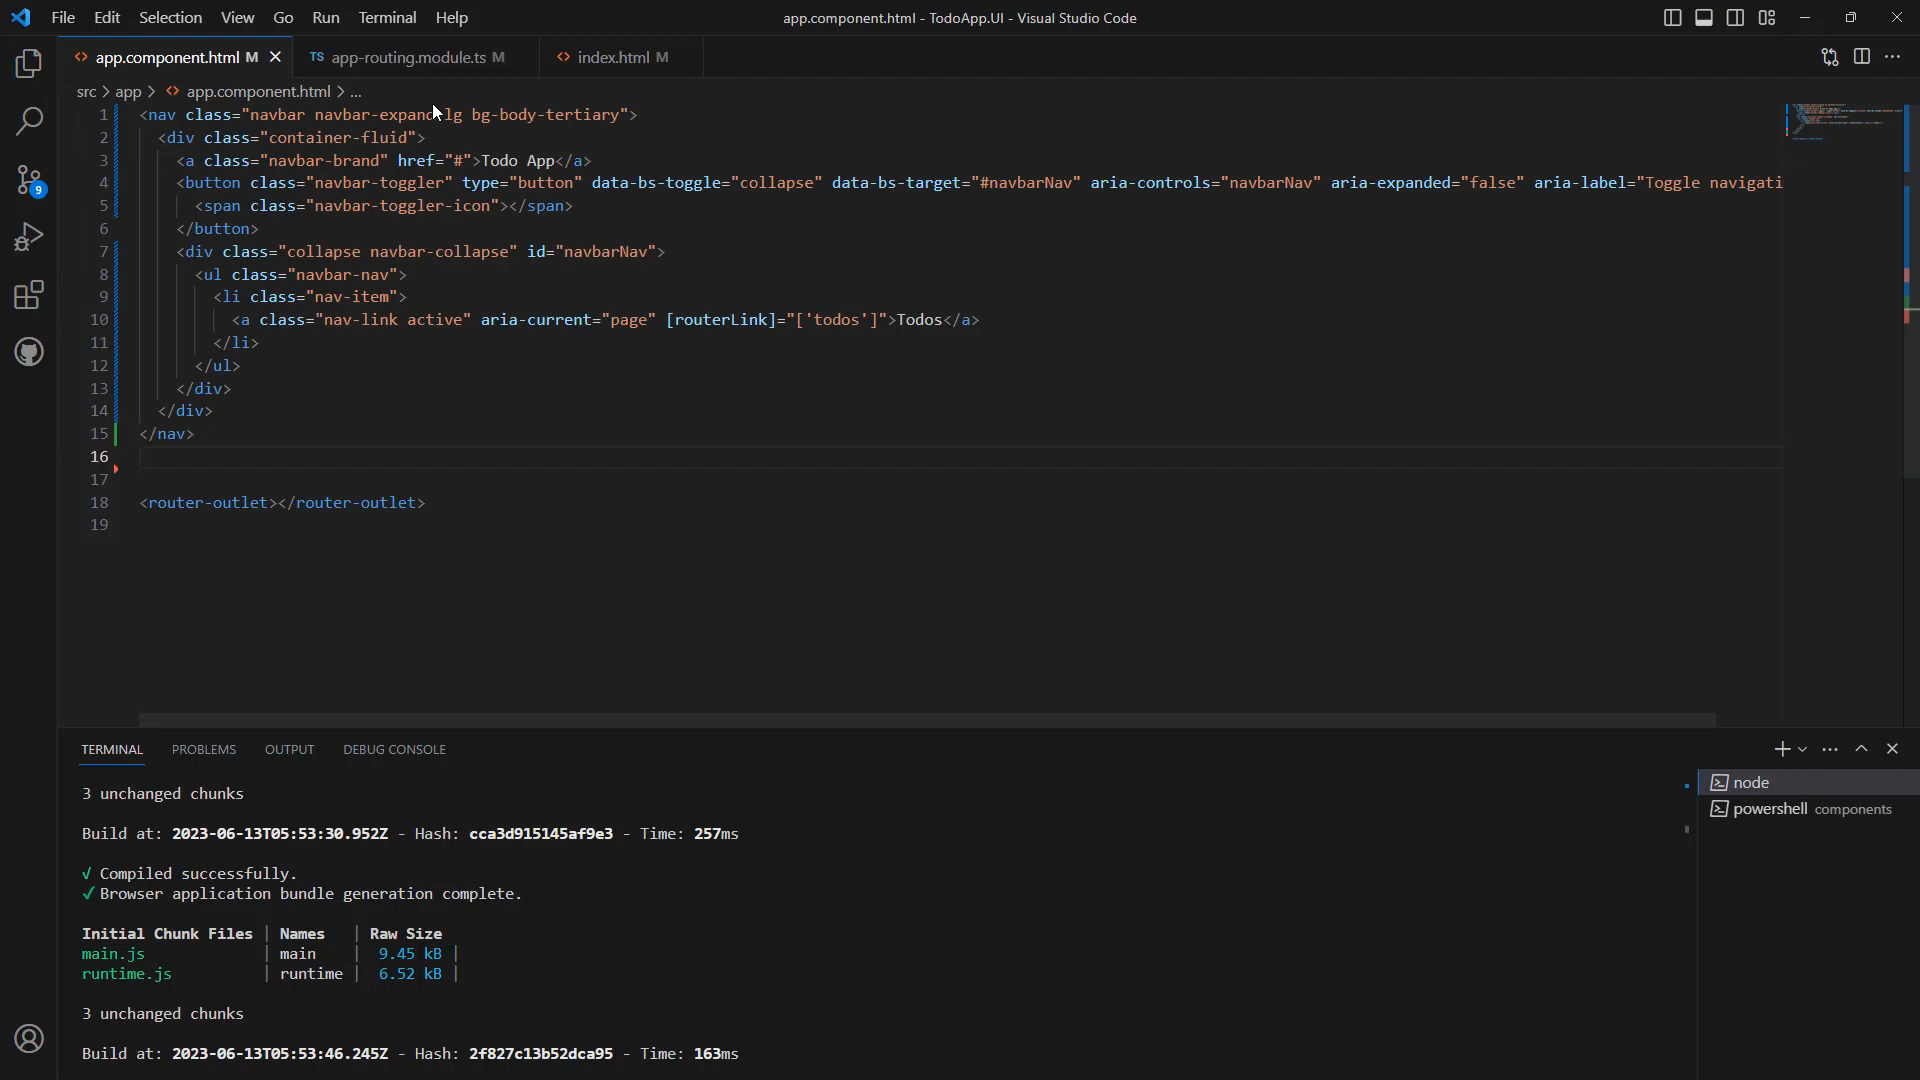 File Edit Selection View Go Run Terminal Help app.component.html - TodoApp.UI - Visual Studio Code
app.component.html M TS app-routing.module.ts M index.html M
src > app > app.component.html > ...
1 <nav class="navbar navbar-expand-lg bg-body-tertiary">
2 <div class="container-fluid">
3 <a class="navbar-brand" href="#">Todo App</a>
4 <button class="navbar-toggler" type="button" data-bs-toggle="collapse" data-bs-target="#navbarNav" aria-controls="navbarNav" aria-expanded="false" aria-label="Toggle navigati
5 <span class="navbar-toggler-icon"></span>
6 </button>
7 <div class="collapse navbar-collapse" id="navbarNav">
8 <ul class="navbar-nav">
9 <li class="nav-item">
10 <a class="nav-link active" aria-current="page" [routerLink]="['todos']">Todos</a>
11 </li>
12 </ul>
13 </div>
14 </div>
15 </nav>
16
17
18 <router-outlet></router-outlet>
19
9
TERMINAL PROBLEMS OUTPUT DEBUG CONSOLE
3 unchanged chunks
Build at: 2023-06-13T05:53:30.952Z - Hash: cca3d915145af9e3 - Time: 257ms
√ Compiled successfully.
✓ Browser application bundle generation complete.
Initial Chunk Files | Names | Raw Size
main.js | main | 9.45 kB |
runtime.js | runtime | 6.52 kB |
3 unchanged chunks
Build at: 2023-06-13T05:53:46.245Z - Hash: 2f827c13b52dca95 - Time: 163ms
node
powershell components